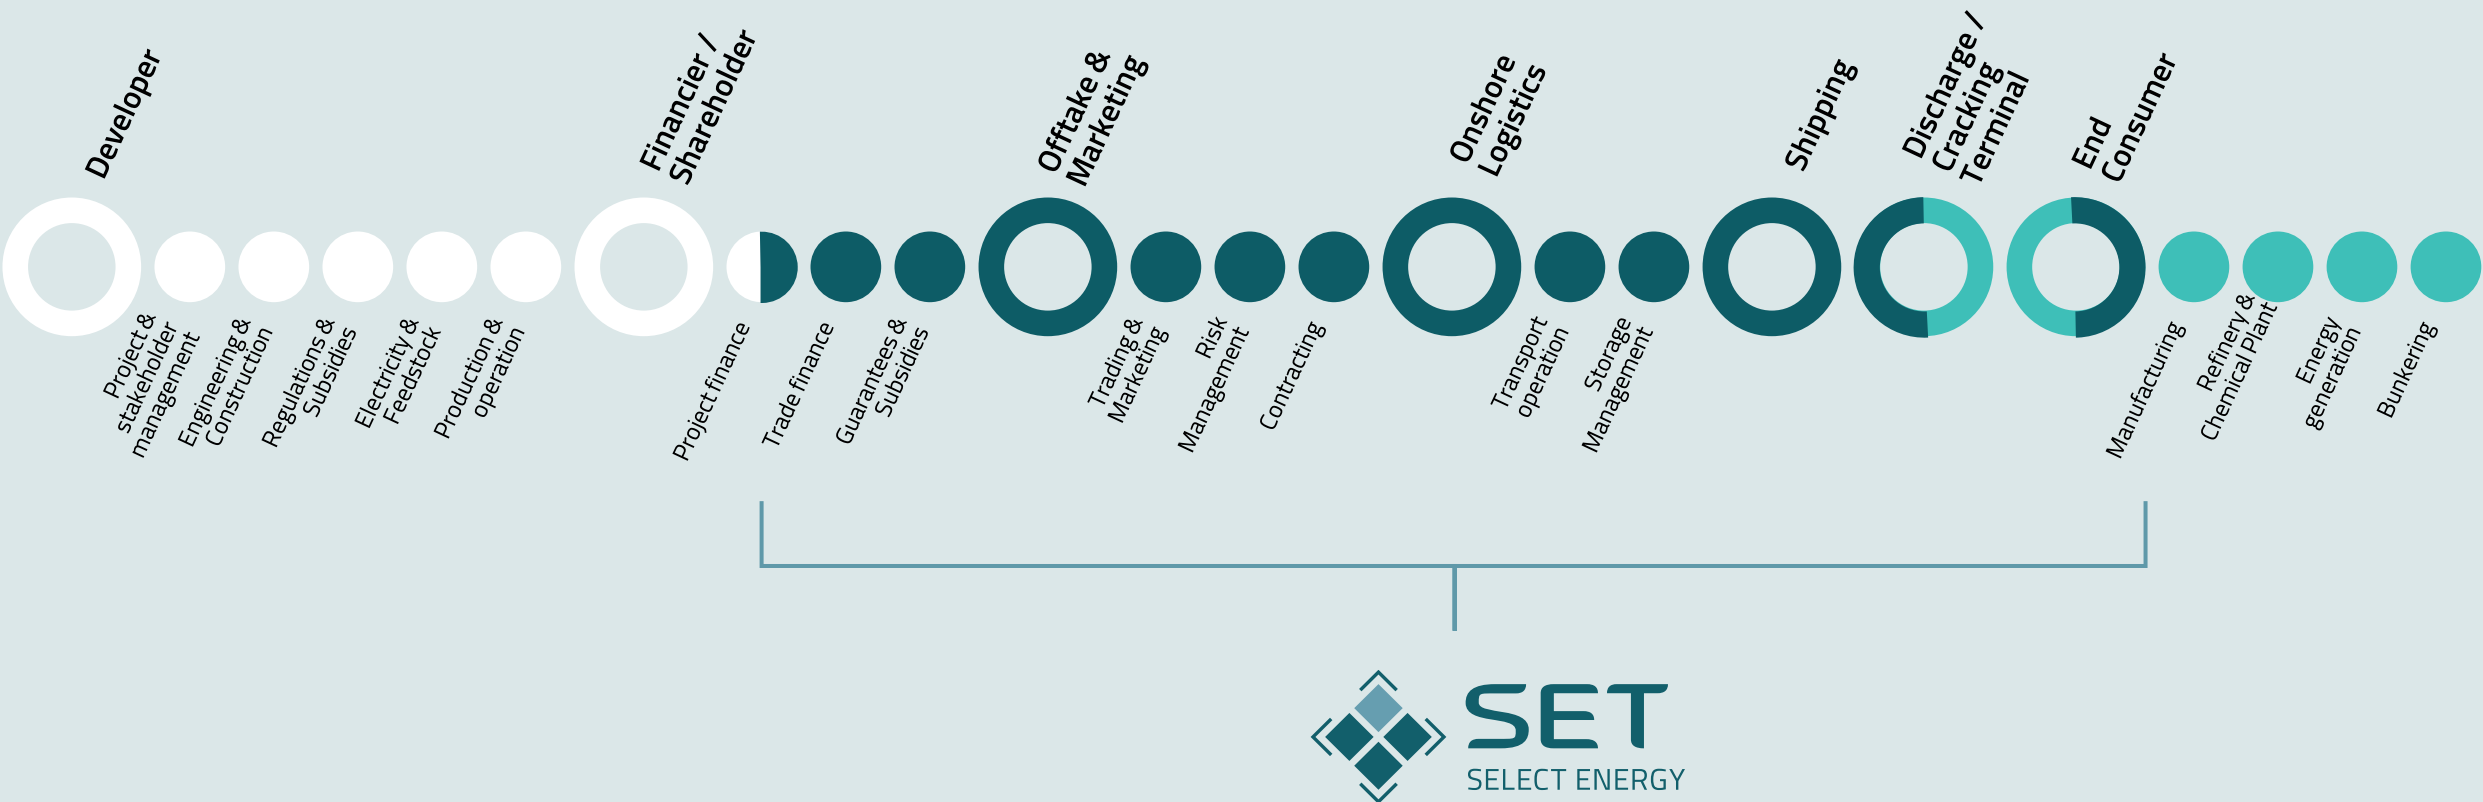 Developer
Financier /
Shareholder
Offtake &
Marketing
Onshore
Logistics
Shipping
Discharge /
Cracking
Terminal
End
Consumer
Project &
stakeholder
management
Engineering &
Construction
Regulations &
Subsidies
Electricity &
Feedstock
Production &
operation
Project finance
Trade finance
Guarantees &
Subsidies
Trading &
Marketing
Risk
Management
Contracting
Transport
operation
Storage
Management
Manufacturing
Refinery &
Chemical Plant
Energy
generation
Bunkering
SET
SELECT ENERGY